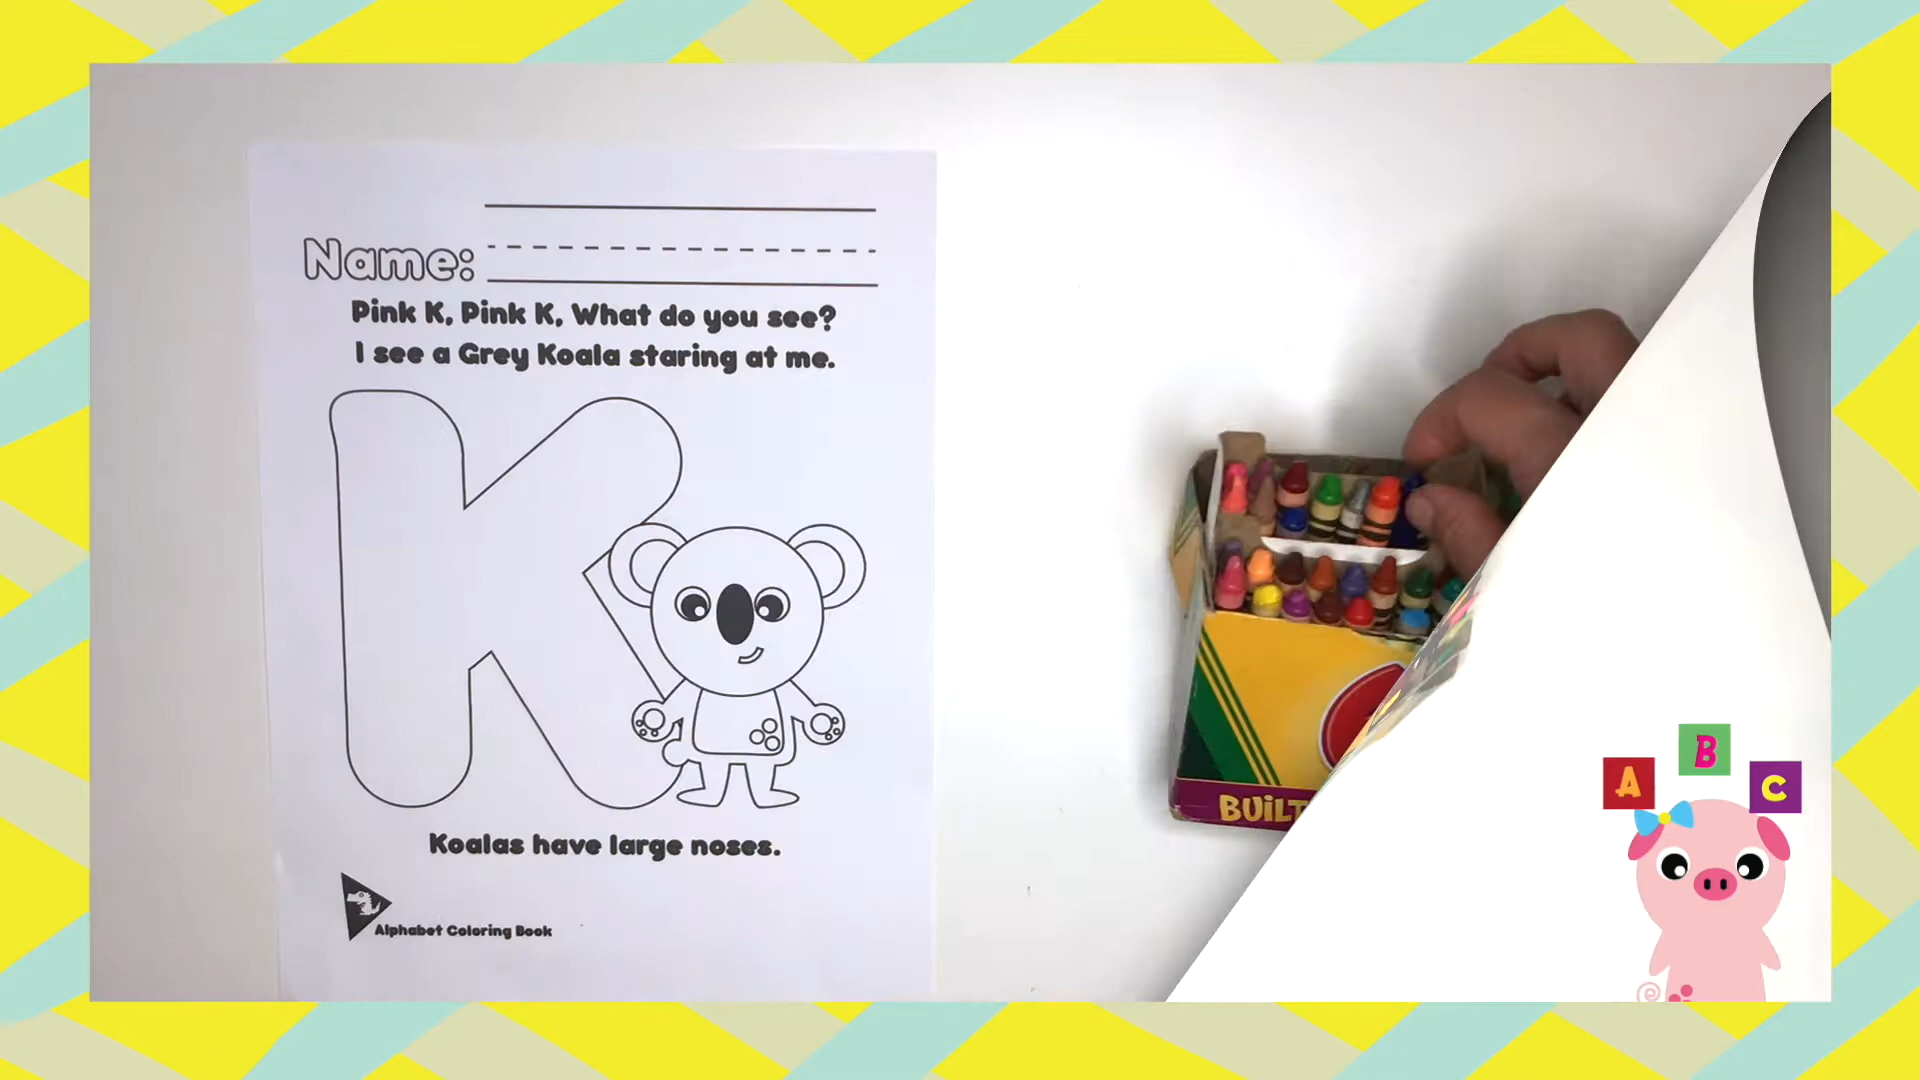 Name:
Pink K, Pink K, What do you see?
I see a Grey Koala staring at me.
K
Koalas have large noses.
Alphabet Coloring Book
BUiLT
A B C